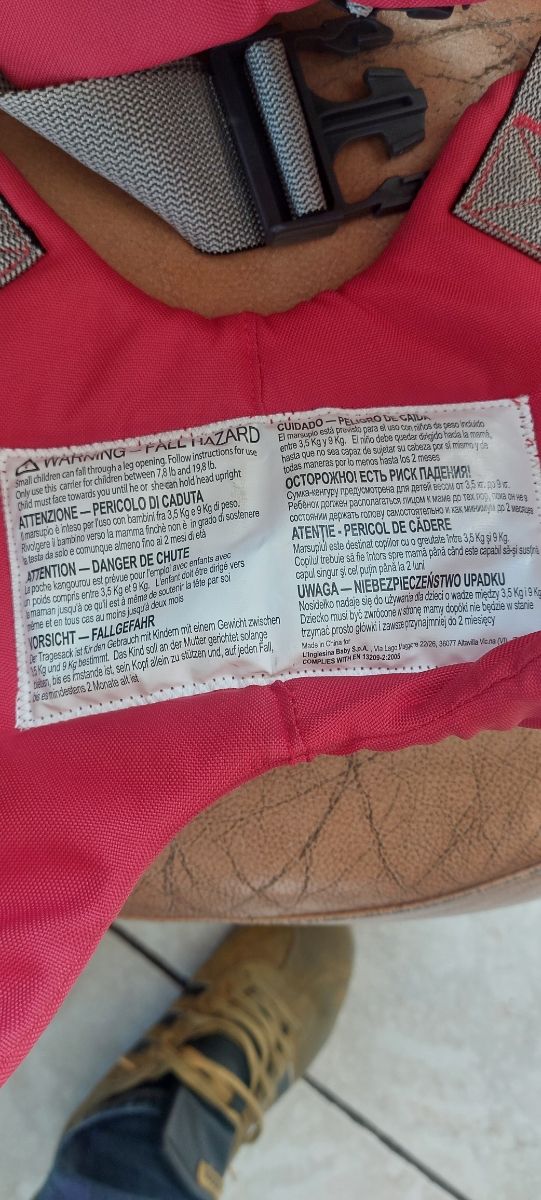 WARNING – FALL HAZARD
Small children can fall through a leg opening. Follow instructions for use
Only use this carrier for children between 7,8 lb and 19,8 lb.
Child must face towards you until he or she can hold head upright
ATTENZIONE – PERICOLO DI CADUTA
Il marsupio è inteso per l'uso con bambini fra 3,5 Kg e 9 Kg di peso.
Rivolgere il bambino verso la mamma finchè non è in grado di sostenere
la testa da solo e comunque almeno fino ai 2 mesi di età
ATTENTION – DANGER DE CHUTE
La poche kangourou est prévue pour l'emploi avec enfants avec
un poids compris entre 3,5 Kg et 9 Kg. L'enfant doit être dirigé vers
la maman jusqu'à ce qu'il est à même de soutenir la tête par soi
même et en tous cas au moins jusqu'à deux mois
VORSICHT – FALLGEFAHR
Der Tragesack ist für den Gebrauch mit Kindern mit einem Gewicht zwischen
3,5 Kg und 9 Kg bestimmt. Das Kind soll an der Mutter gerichtet solange
bleiben, bis es imstande ist, sein Kopf allein zu stützen und, auf jeden Fall,
bis es mindestens 2 Monate alt ist.
CUIDADO – PELIGRO DE CAIDA
El marsupio está previsto para el uso con niños de peso incluido
entre 3,5 Kg y 9 Kg. El niño debe quedar dirigido hacia la mamá,
hasta que no sea capaz de sujetar su cabeza por sí mismo y de
todas maneras por lo menos hasta los 2 meses
ОСТОРОЖНО! ЕСТЬ РИСК ПАДЕНИЯ!
Сумка-кенгуру предусмотрена для детей весом от 3,5 кг. до 9 кг.
Ребёнок должен располагаться лицом к маме до тех пор, пока он не в
состоянии держать голову самостоятельно и как минимум до 2 месяцев
ATENŢIE - PERICOL DE CĂDERE
Marsupiul este destinat copiilor cu o greutate între 3,5 Kg şi 9 Kg.
Copilul trebuie să fie întors spre mamă până când este capabil să-şi susţină
capul singur şi cel puţin până la 2 luni
UWAGA – NIEBEZPIECZEŃSTWO UPADKU
Nosidełko nadaje się do używania dla dzieci o wadze między 3,5 Kg i 9 Kg
Dziecko musi być zwrócone w stronę mamy dopóki nie będzie w stanie
trzymać prosto główki i zawsze przynajmniej do 2 miesięcy
Made in China for
L'Inglesina Baby S.p.A., Via Lago Maggiore 22/26, 36077 Altavilla Vic.na (VI)
COMPLIES WITH EN 13209-2:2005